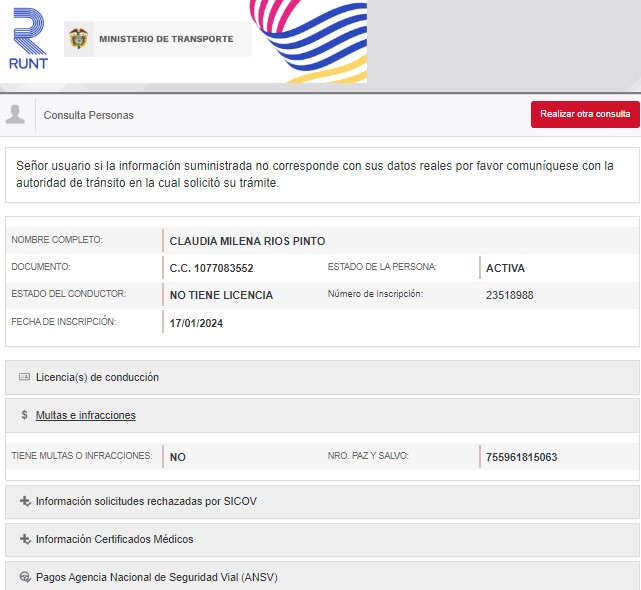 RUNT
MINISTERIO DE TRANSPORTE
Consulta Personas
Realizar otra consulta
Señor usuario si la información suministrada no corresponde con sus datos reales por favor comuníquese con la
autoridad de tránsito en la cual solicitó su trámite.
NOMBRE COMPLETO: CLAUDIA MILENA RIOS PINTO
DOCUMENTO: C.C. 1077083552 ESTADO DE LA PERSONA: ACTIVA
ESTADO DEL CONDUCTOR: NO TIENE LICENCIA Número de inscripción: 23518988
FECHA DE INSCRIPCIÓN: 17/01/2024
Licencia(s) de conducción
$ Multas e infracciones
TIENE MULTAS O INFRACCIONES: NO NRO. PAZ Y SALVO: 755961815063
Información solicitudes rechazadas por SICOV
Información Certificados Médicos
Pagos Agencia Nacional de Seguridad Vial (ANSV)